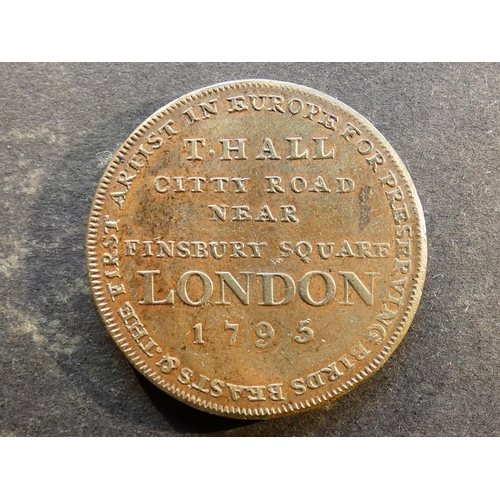 THE FIRST ARTIST IN EUROPE FOR PRESERVING BIRDS BEASTS &.
T·HALL
CITTY ROAD
NEAR
FINSBURY SQUARE
LONDON
1795.